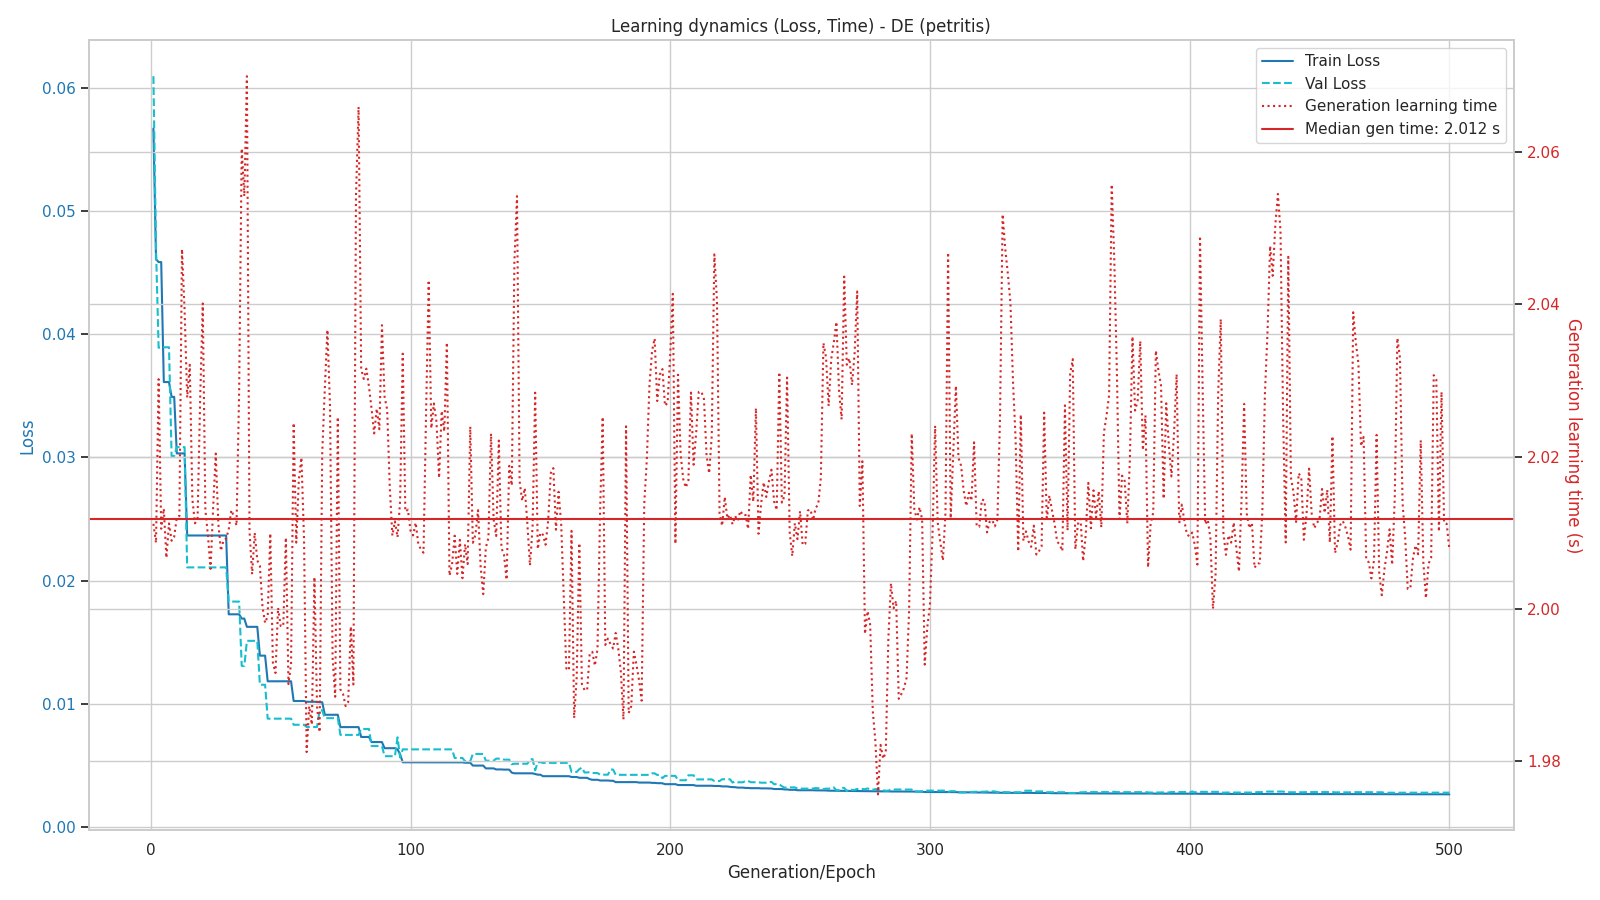 Learning dynamics (Loss, Time) - DE (petritis)
Train Loss
Val Loss
Generation learning time
Median gen time: 2.012 s
0.06
0.05
0.04
0.03
0.02
0.01
0.00
Loss
2.06
2.04
2.02
2.00
1.98
Generation learning time (s)
0
100
200
300
400
500
Generation/Epoch